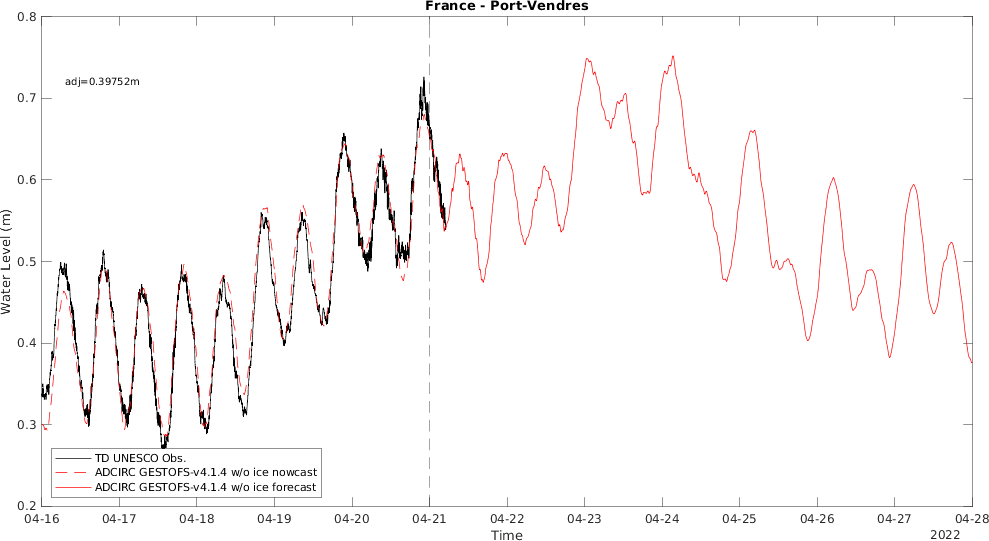 France - Port-Vendres
0.8
0.7
0.6
0.5
0.4
0.3
0.2
Water Level (m)
adj=0.39752m
TD UNESCO Obs.
ADCIRC GESTOFS-v4.1.4 w/o ice nowcast
ADCIRC GESTOFS-v4.1.4 w/o ice forecast
04-16 04-17 04-18 04-19 04-20 04-21 04-22 04-23 04-24 04-25 04-26 04-27 04-28
Time
2022